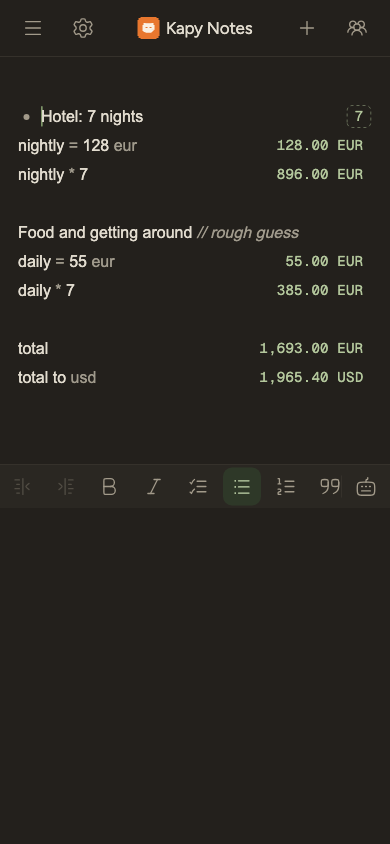 Kapy Notes
Hotel: 7 nights 7
nightly = 128 eur 128.00 EUR
nightly * 7 896.00 EUR
Food and getting around // rough guess
daily = 55 eur 55.00 EUR
daily * 7 385.00 EUR
total 1,693.00 EUR
total to usd 1,965.40 USD